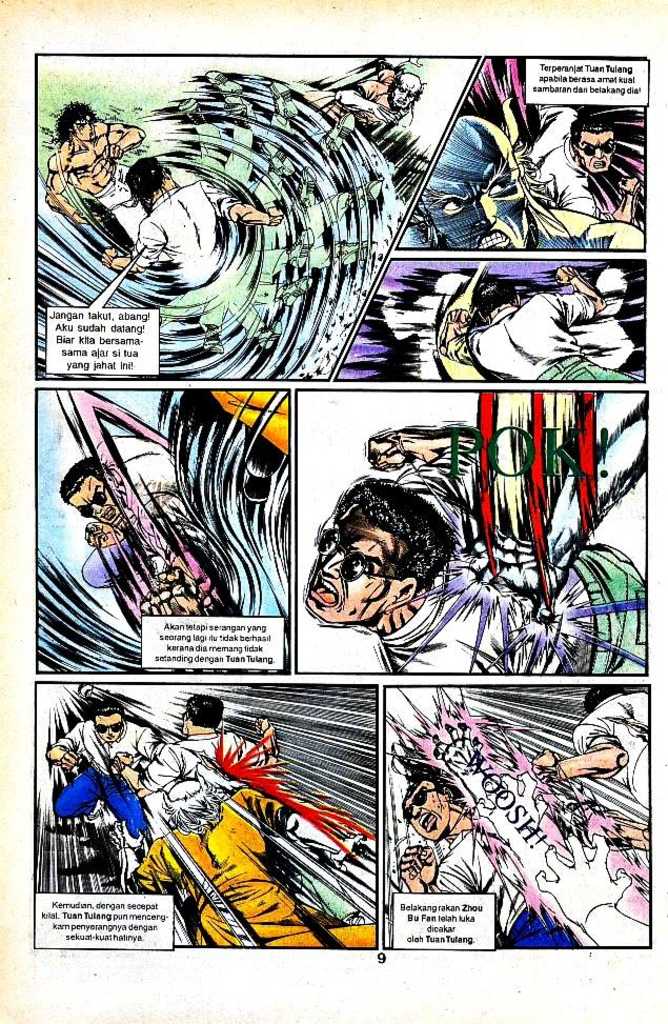 Terperanjat Tuan Tulang
apabila berasa amat kuat
sambaran dari belakang dia!
Jangan takut, abang!
Aku sudah datang!
Biar kita bersama-
sama ajar si tua
yang jahat ini!
POK!
Akan tetapi serangan yang
seorang lagi itu tidak berhasil
kerana dia memang tidak
setanding dengan Tuan Tulang.
Kemudian, dengan secepat
kilat, Tuan Tulang pun menceng-
kam penyerangnya dengan
sekuat-kuat hatinya.
WOOSH!
Belakang rakan Zhou
Bu Fan telah luka
dicakar
oleh Tuan Tulang.
9